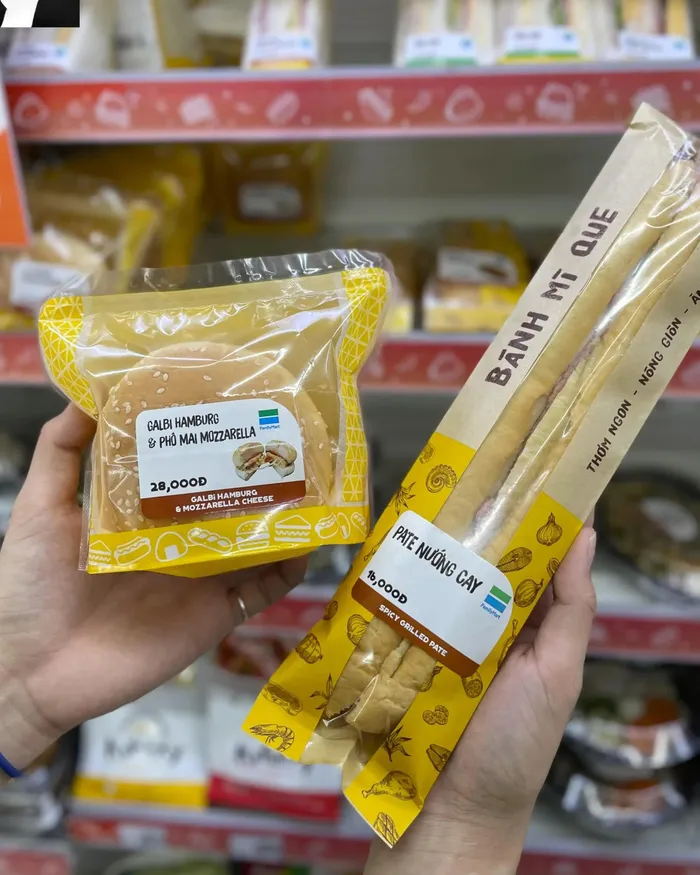 GALBI HAMBURG
& PHÔ MAI MOZZARELLA
FamilyMart
28,000Đ
GALBI HAMBURG
& MOZZARELLA CHEESE
BÁNH MÌ QUE
THƠM NGON - NÓNG GIÒN -
PATE NƯỚNG CAY
16,000Đ
FamilyMart
SPICY GRILLED PATE